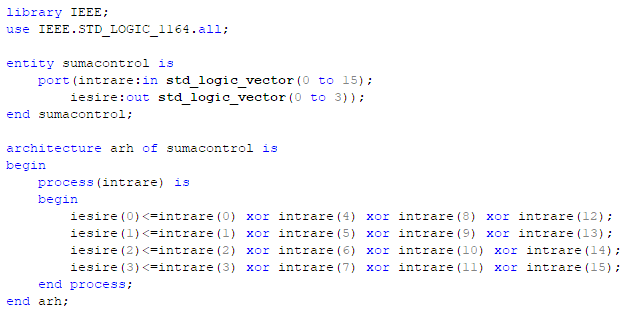 library IEEE;
use IEEE.STD_LOGIC_1164.all;

entity sumacontrol is
    port(intrare:in std_logic_vector(0 to 15);
        iesire:out std_logic_vector(0 to 3));
end sumacontrol;

architecture arh of sumacontrol is
begin
    process(intrare) is
    begin
        iesire(0)<=intrare(0) xor intrare(4) xor intrare(8) xor intrare(12);
        iesire(1)<=intrare(1) xor intrare(5) xor intrare(9) xor intrare(13);
        iesire(2)<=intrare(2) xor intrare(6) xor intrare(10) xor intrare(14);
        iesire(3)<=intrare(3) xor intrare(7) xor intrare(11) xor intrare(15);
    end process;
end arh;